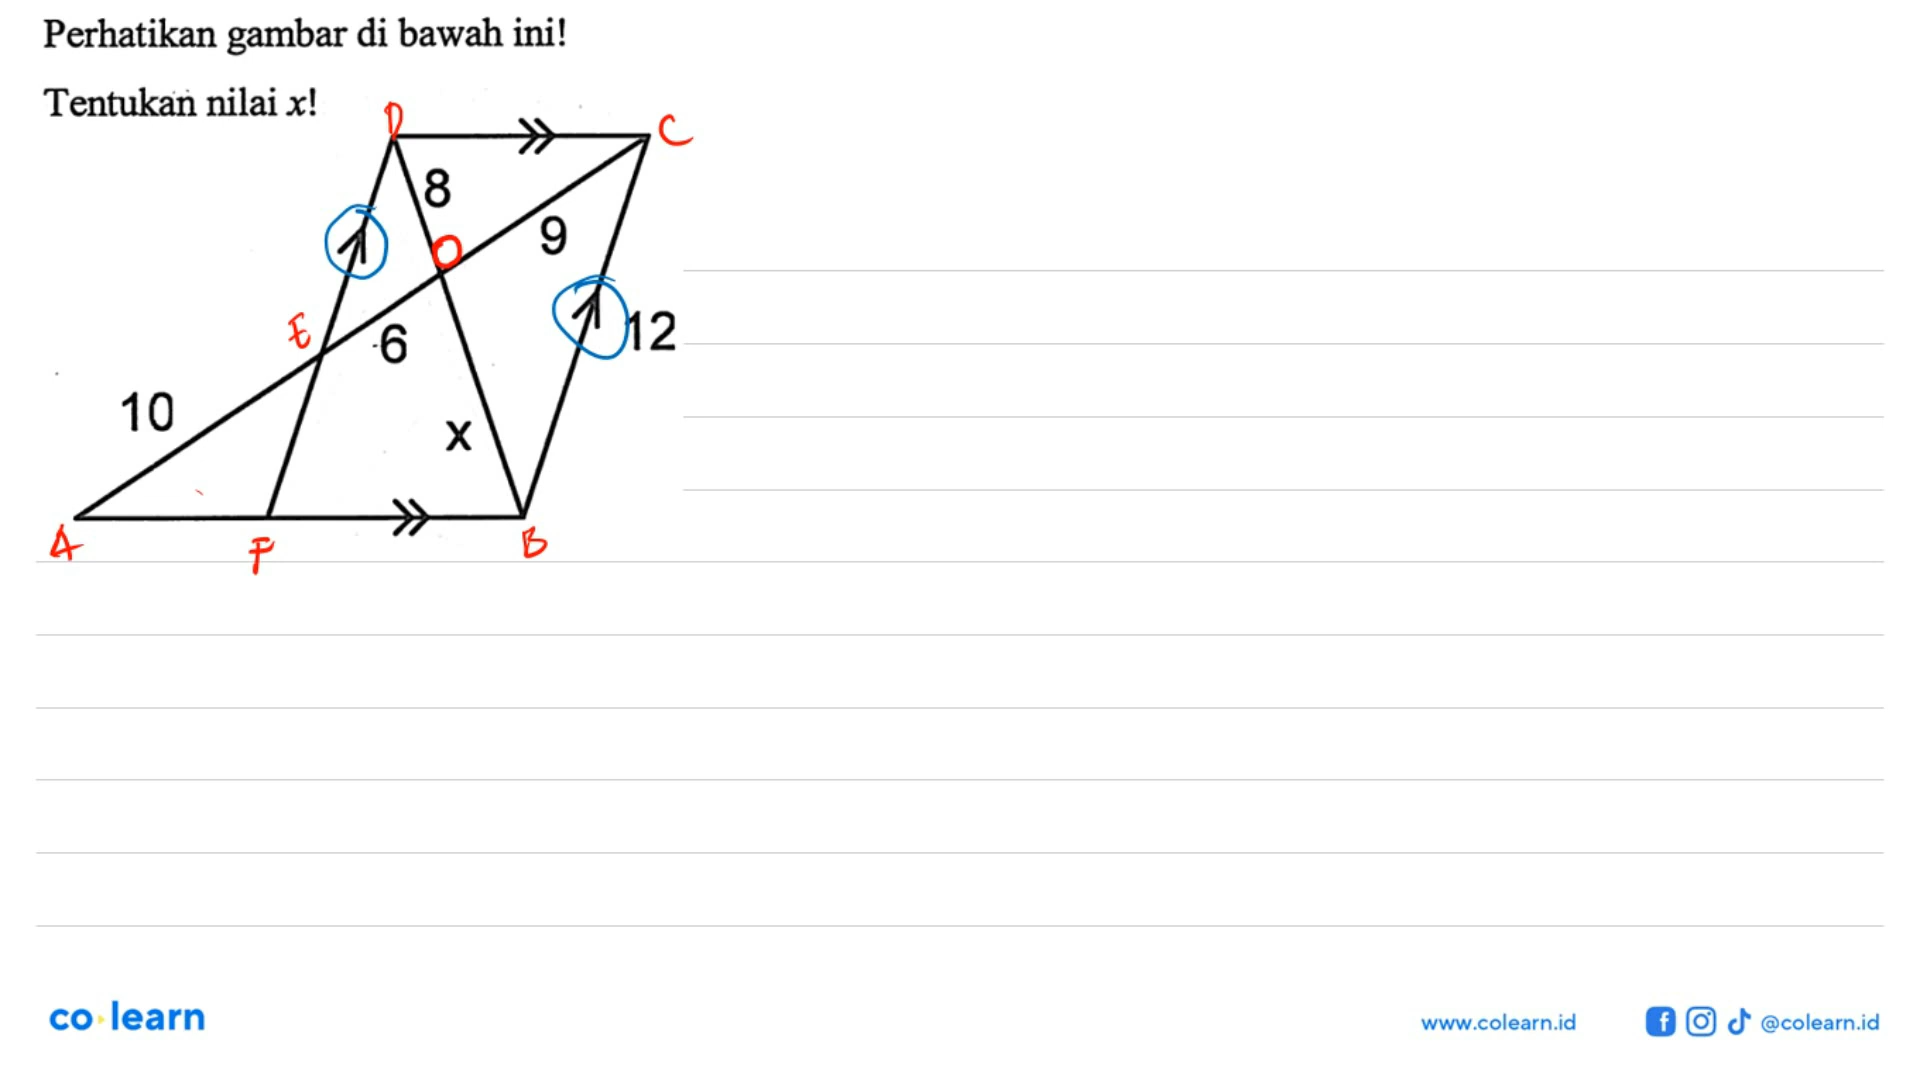 Perhatikan gambar di bawah ini!
Tentukan nilai x!
D
C
8
O
9
E
6
12
10
x
A
F
B
co learn
www.colearn.id
@colearn.id